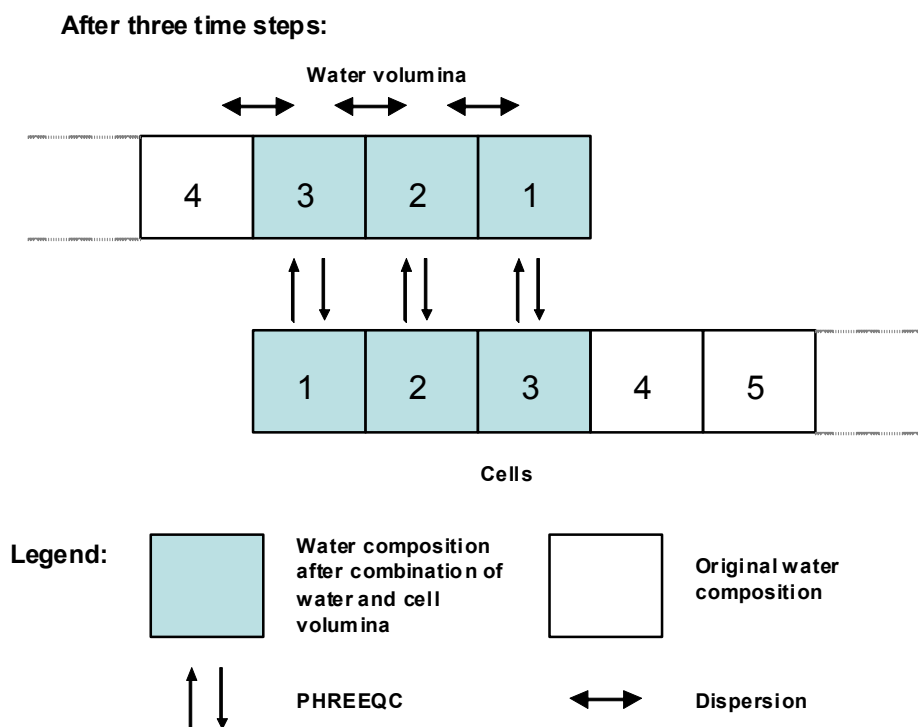 After three time steps:
Water volumina
4 3 2 1
1 2 3 4 5
Cells
Legend:
Water composition
after combination of
water and cell
volumina
Original water
composition
PHREEQC
Dispersion